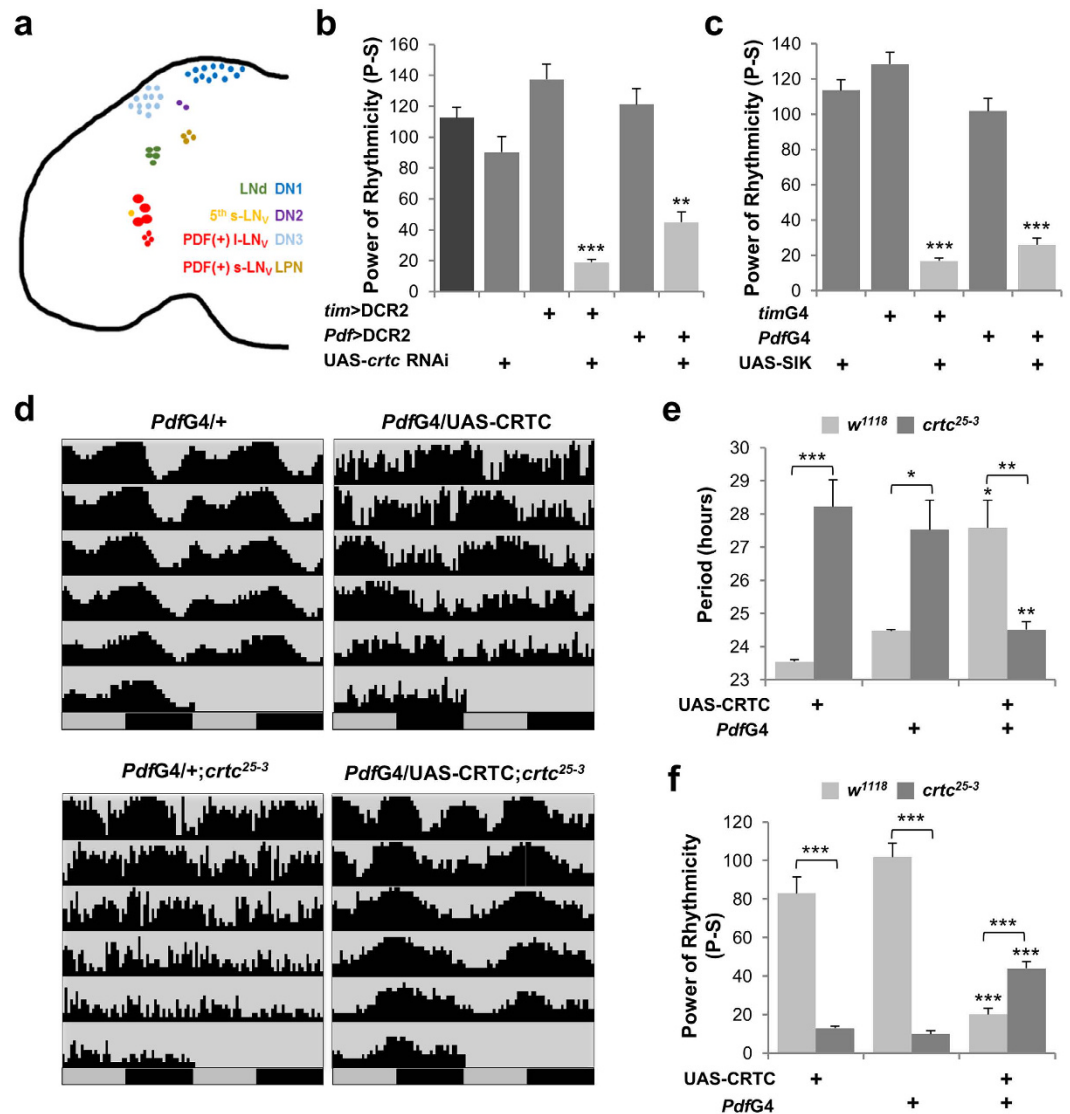 a
LNd DN1
5th s-LNV DN2
PDF(+) l-LNV DN3
PDF(+) s-LNV LPN
b
Power of Rhythmicity (P-S)
160
140
120
100
80
60
40
20
0
***
**
tim>DCR2 + +
Pdf>DCR2 + +
UAS-crtc RNAi + + +
c
Power of Rhythmicity (P-S)
140
120
100
80
60
40
20
0
***
***
timG4 + +
PdfG4 + +
UAS-SIK + + +
d
PdfG4/+
PdfG4/UAS-CRTC
PdfG4/+;crtc25-3
PdfG4/UAS-CRTC;crtc25-3
e
w1118 crtc25-3
Period (hours)
30
29
28
27
26
25
24
23
***
*
**
*
**
UAS-CRTC + +
PdfG4 + +
f
w1118 crtc25-3
Power of Rhythmicity
(P-S)
120
100
80
60
40
20
0
***
***
***
***
***
UAS-CRTC + +
PdfG4 + +